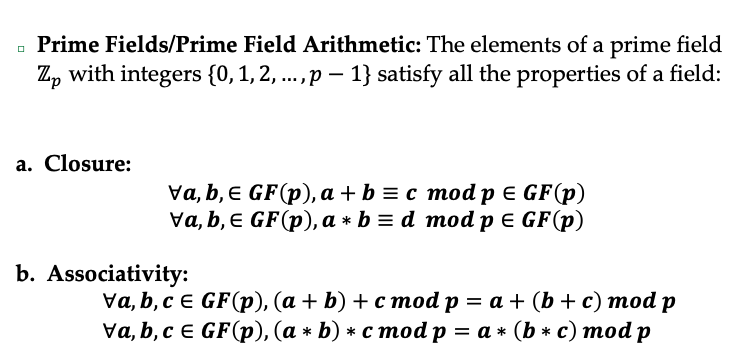 ▫ Prime Fields/Prime Field Arithmetic: The elements of a prime field
ℤₚ with integers {0, 1, 2, … , p − 1} satisfy all the properties of a field:
a. Closure:
∀a, b, ∈ GF(p), a + b ≡ c mod p ∈ GF(p)
∀a, b, ∈ GF(p), a * b ≡ d mod p ∈ GF(p)
b. Associativity:
∀a, b, c ∈ GF(p), (a + b) + c mod p = a + (b + c) mod p
∀a, b, c ∈ GF(p), (a * b) * c mod p = a * (b * c) mod p